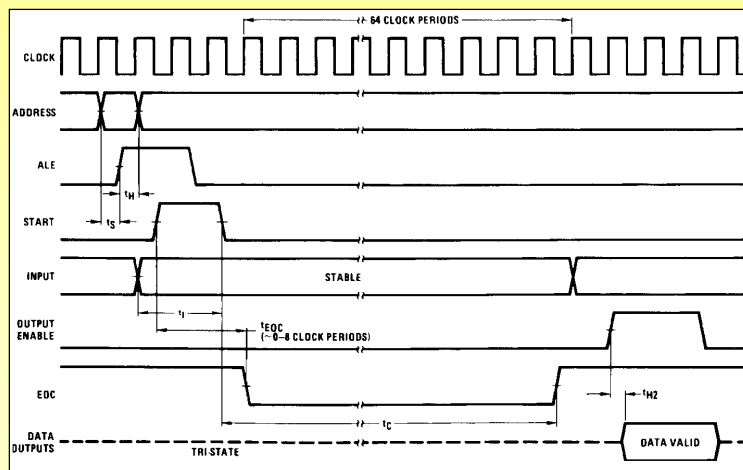 64 CLOCK PERIODS
CLOCK
ADDRESS
ALE
tH
tS
START
INPUT
STABLE
tI
tEOC
(~0–8 CLOCK PERIODS)
OUTPUT
ENABLE
EOC
tH2
tC
DATA
OUTPUTS
TRI-STATE
DATA VALID